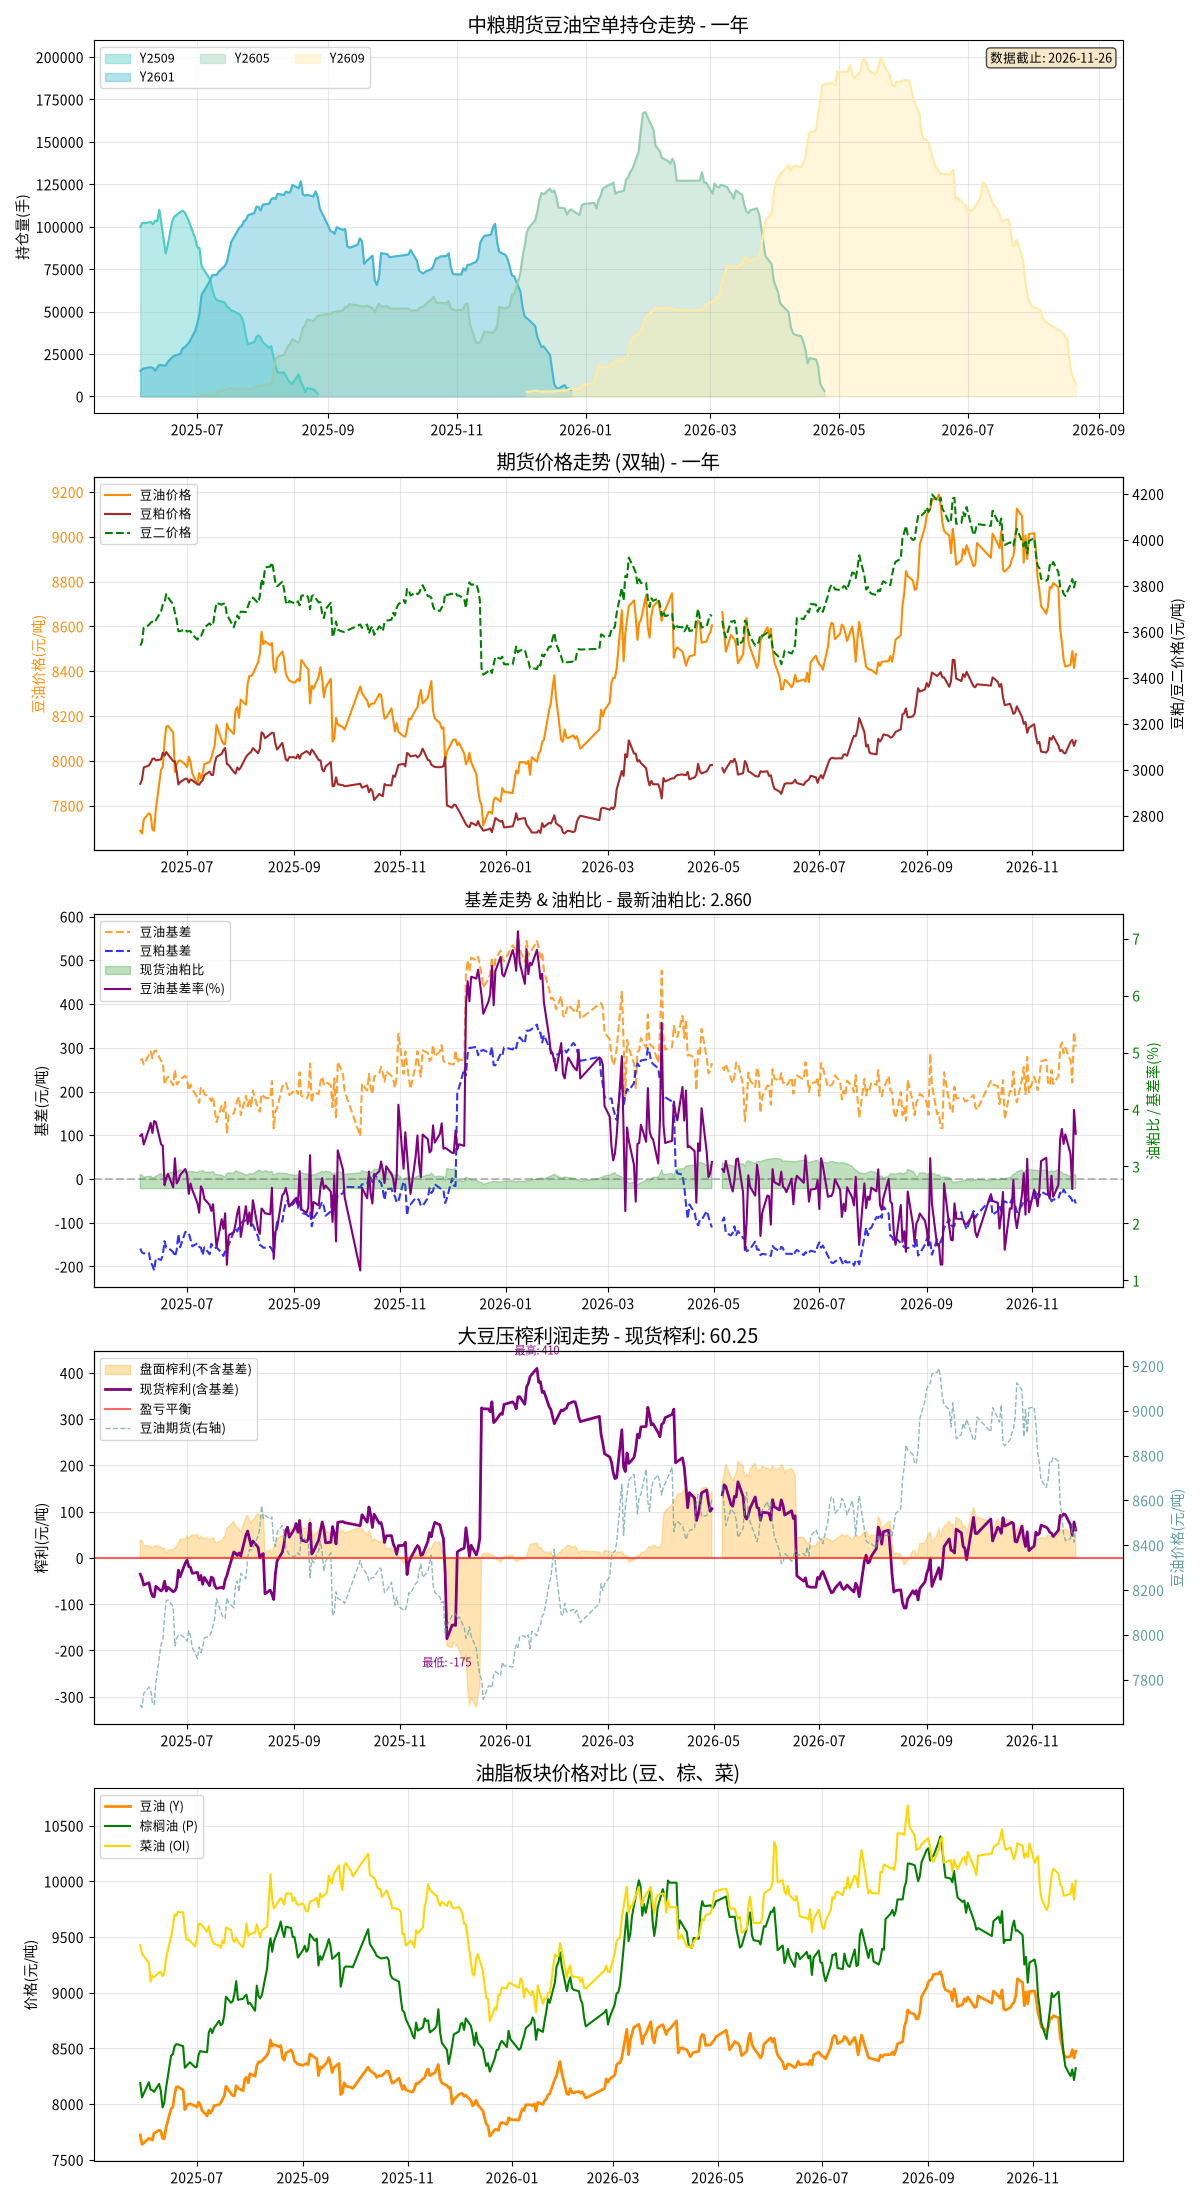 中粮期货豆油空单持仓走势 - 一年
Y2509 Y2605 Y2609
Y2601
数据截止: 2026-11-26
持仓量(手)
200000
175000
150000
125000
100000
75000
50000
25000
0
2025-07 2025-09 2025-11 2026-01 2026-03 2026-05 2026-07 2026-09
期货价格走势 (双轴) - 一年
豆油价格
豆粕价格
豆二价格
豆油价格(元/吨)
9200
9000
8800
8600
8400
8200
8000
7800
豆粕/豆二价格(元/吨)
4200
4000
3800
3600
3400
3200
3000
2800
2025-07 2025-09 2025-11 2026-01 2026-03 2026-05 2026-07 2026-09 2026-11
基差走势 & 油粕比 - 最新油粕比: 2.860
豆油基差
豆粕基差
现货油粕比
豆油基差率(%)
基差(元/吨)
600
500
400
300
200
100
0
-100
-200
油粕比 / 基差率(%)
7
6
5
4
3
2
1
2025-07 2025-09 2025-11 2026-01 2026-03 2026-05 2026-07 2026-09 2026-11
大豆压榨利润走势 - 现货榨利: 60.25
最高: 410
盘面榨利(不含基差)
现货榨利(含基差)
盈亏平衡
豆油期货(右轴)
最低: -175
榨利(元/吨)
400
300
200
100
0
-100
-200
-300
豆油价格(元/吨)
9200
9000
8800
8600
8400
8200
8000
7800
2025-07 2025-09 2025-11 2026-01 2026-03 2026-05 2026-07 2026-09 2026-11
油脂板块价格对比 (豆、棕、菜)
豆油 (Y)
棕榈油 (P)
菜油 (OI)
价格(元/吨)
10500
10000
9500
9000
8500
8000
7500
2025-07 2025-09 2025-11 2026-01 2026-03 2026-05 2026-07 2026-09 2026-11